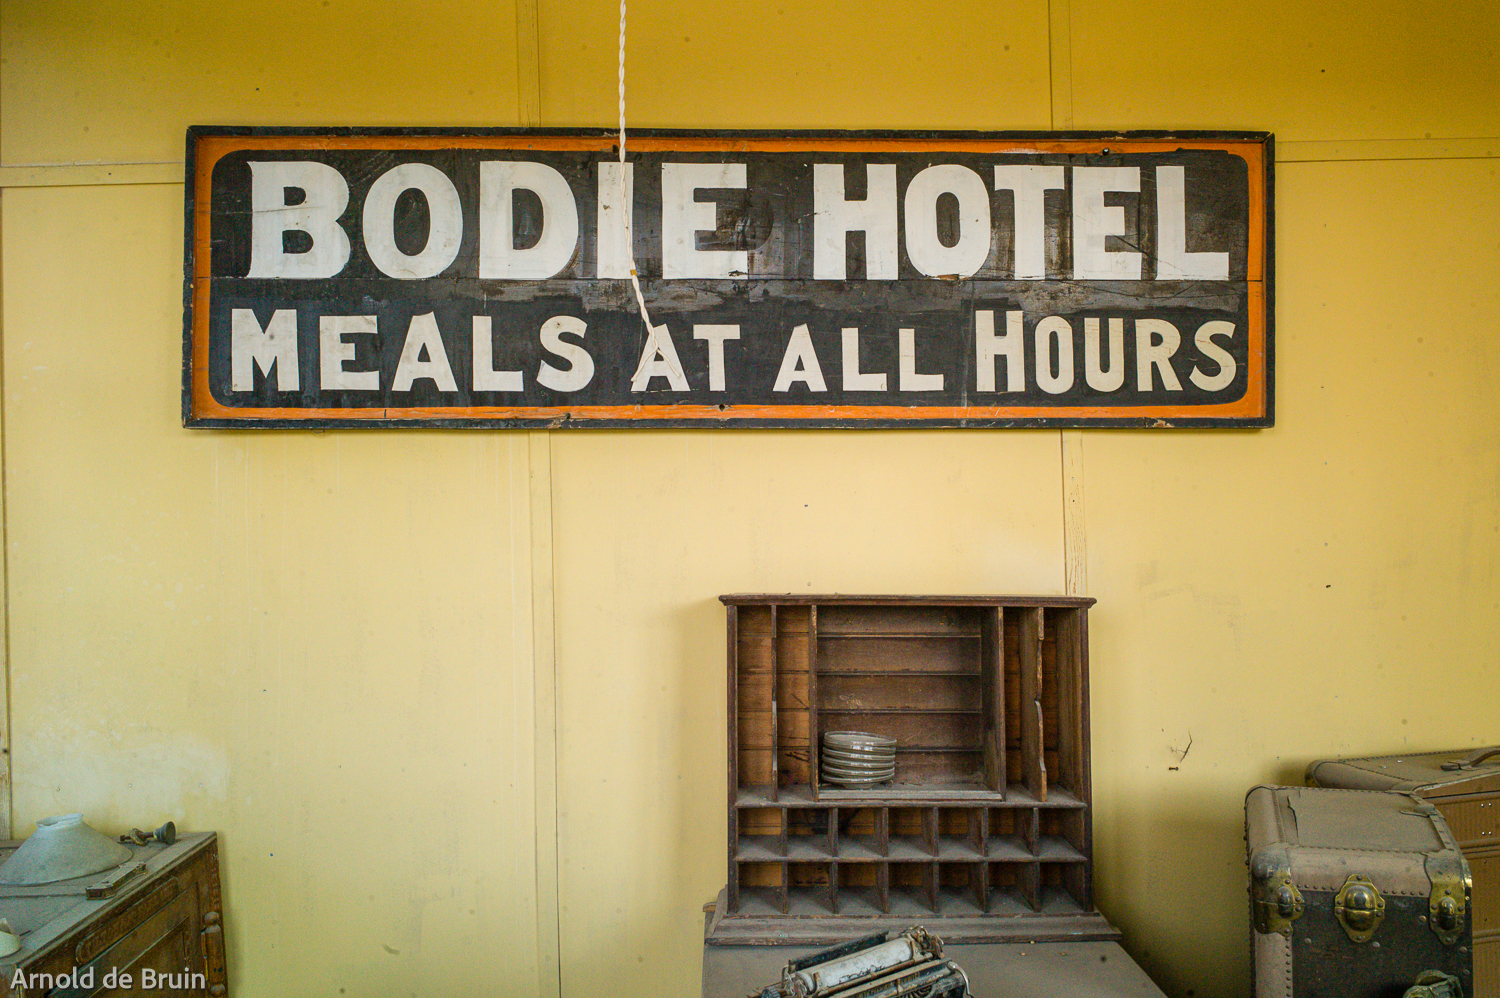 BODIE HOTEL
MEALS AT ALL HOURS
Arnold de Bruin